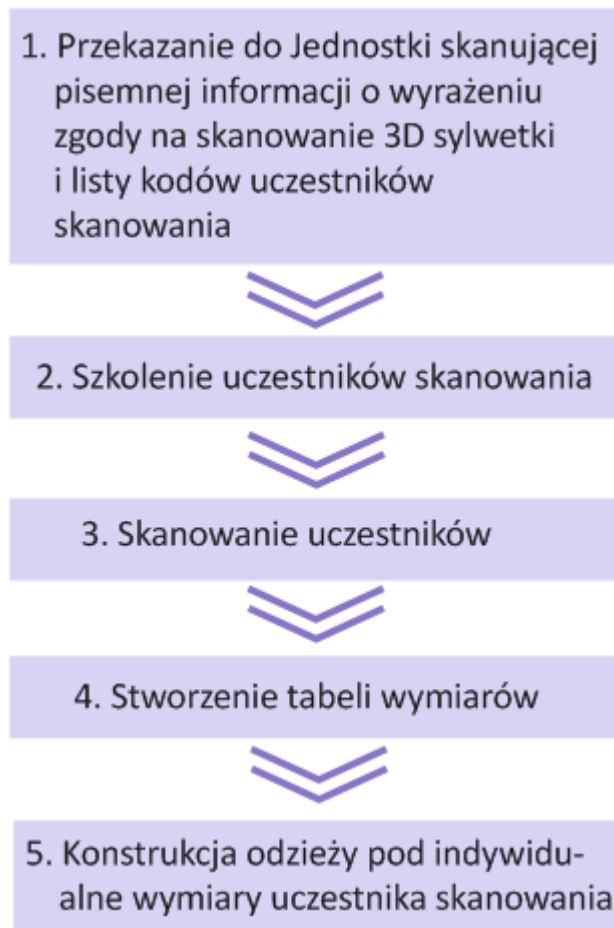 1. Przekazanie do Jednostki skanującej
pisemnej informacji o wyrażeniu
zgody na skanowanie 3D sylwetki
i listy kodów uczestników
skanowania
2. Szkolenie uczestników skanowania
3. Skanowanie uczestników
4. Stworzenie tabeli wymiarów
5. Konstrukcja odzieży pod indywidu-
alne wymiary uczestnika skanowania